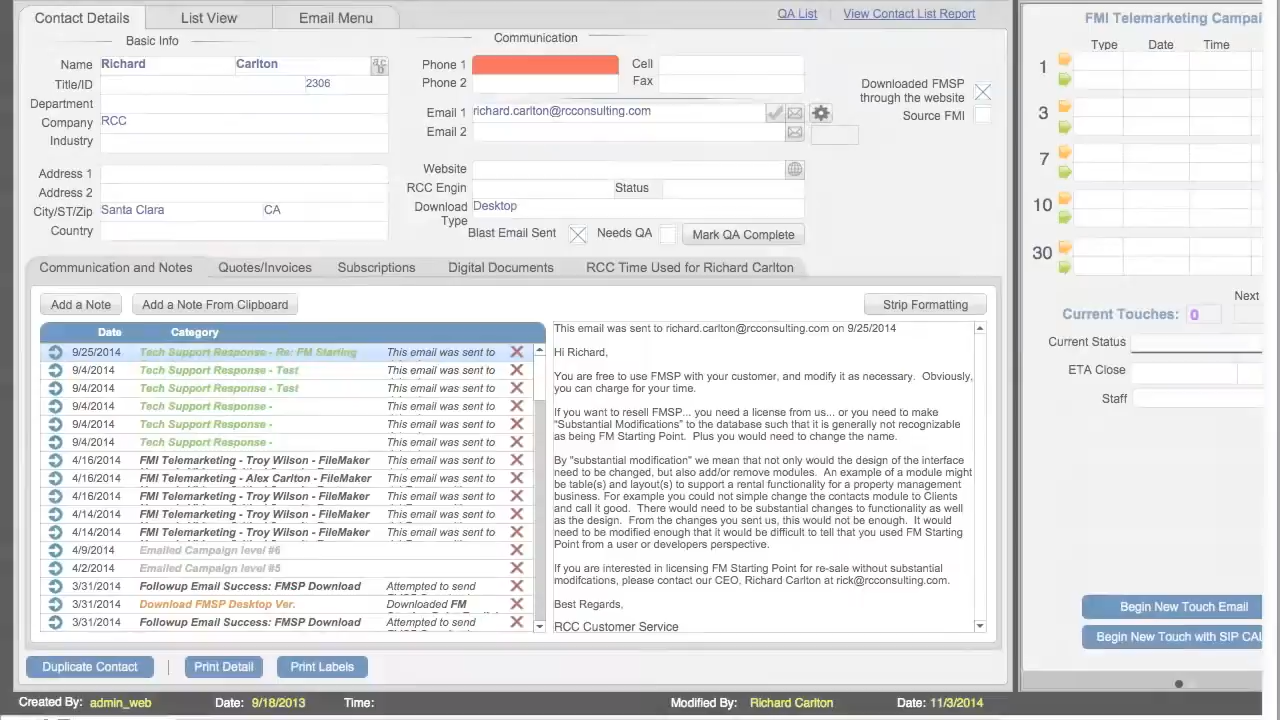 Contact Details List View Email Menu QA List View Contact List Report
Basic Info Communication
Name Richard Carlton
Title/ID 2306
Department
Company RCC
Industry
Address 1
Address 2
City/ST/Zip Santa Clara CA
Country
Phone 1 Cell
Phone 2 Fax
Email 1 richard.carlton@rcconsulting.com
Email 2
Website
RCC Engin Status
Download Type Desktop
Blast Email Sent Needs QA Mark QA Complete
Downloaded FMSP
through the website
Source FMI
Communication and Notes Quotes/Invoices Subscriptions Digital Documents RCC Time Used for Richard Carlton
Add a Note Add a Note From Clipboard Strip Formatting
Date Category
9/25/2014 Tech Support Response - Re: FM Starting This email was sent to
9/4/2014 Tech Support Response - Test This email was sent to
9/4/2014 Tech Support Response - Test This email was sent to
9/4/2014 Tech Support Response - This email was sent to
9/4/2014 Tech Support Response - This email was sent to
9/4/2014 Tech Support Response - This email was sent to
4/16/2014 FMI Telemarketing - Troy Wilson - FileMaker This email was sent to
4/16/2014 FMI Telemarketing - Alex Carlton - FileMaker This email was sent to
4/16/2014 FMI Telemarketing - Troy Wilson - FileMaker This email was sent to
4/14/2014 FMI Telemarketing - Troy Wilson - FileMaker This email was sent to
4/14/2014 FMI Telemarketing - Troy Wilson - FileMaker This email was sent to
4/9/2014 Emailed Campaign level #6
4/2/2014 Emailed Campaign level #5
3/31/2014 Followup Email Success: FMSP Download Attempted to send
3/31/2014 Download FMSP Desktop Ver. Downloaded FM
3/31/2014 Followup Email Success: FMSP Download Attempted to send
This email was sent to richard.carlton@rcconsulting.com on 9/25/2014
Hi Richard,
You are free to use FMSP with your customer, and modify it as necessary. Obviously,
you can charge for your time.
If you want to resell FMSP... you need a license from us... or you need to make
"Substantial Modifications" to the database such that it is generally not recognizable
as being FM Starting Point. Plus you would need to change the name.
By "substantial modification" we mean that not only would the design of the interface
need to be changed, but also add/or remove modules. An example of a module might
be table(s) and layout(s) to support a rental functionality for a property management
business. For example you could not simple change the contacts module to Clients
and call it good. There would need to be substantial changes to functionality as well
as the design. From the changes you sent us, this would not be enough. It would
need to be modified enough that it would be difficult to tell that you used FM Starting
Point from a user or developers perspective.
If you are interested in licensing FM Starting Point for re-sale without substantial
modifcations, please contact our CEO, Richard Carlton at rick@rcconsulting.com.
Best Regards,
RCC Customer Service
Duplicate Contact | Print Detail Print Labels
Created By: admin_web Date: 9/18/2013 Time: Modified By: Richard Carlton Date: 11/3/2014
FMI Telemarketing Campai
Type Date Time
1
3
7
10
30
Next
Current Touches: 0
Current Status
ETA Close
Staff
Begin New Touch Email
Begin New Touch with SIP CAL